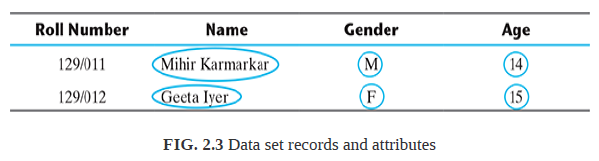 Roll Number Name Gender Age
129/011 Mihir Karmarkar M 14
129/012 Geeta Iyer F 15
FIG. 2.3 Data set records and attributes